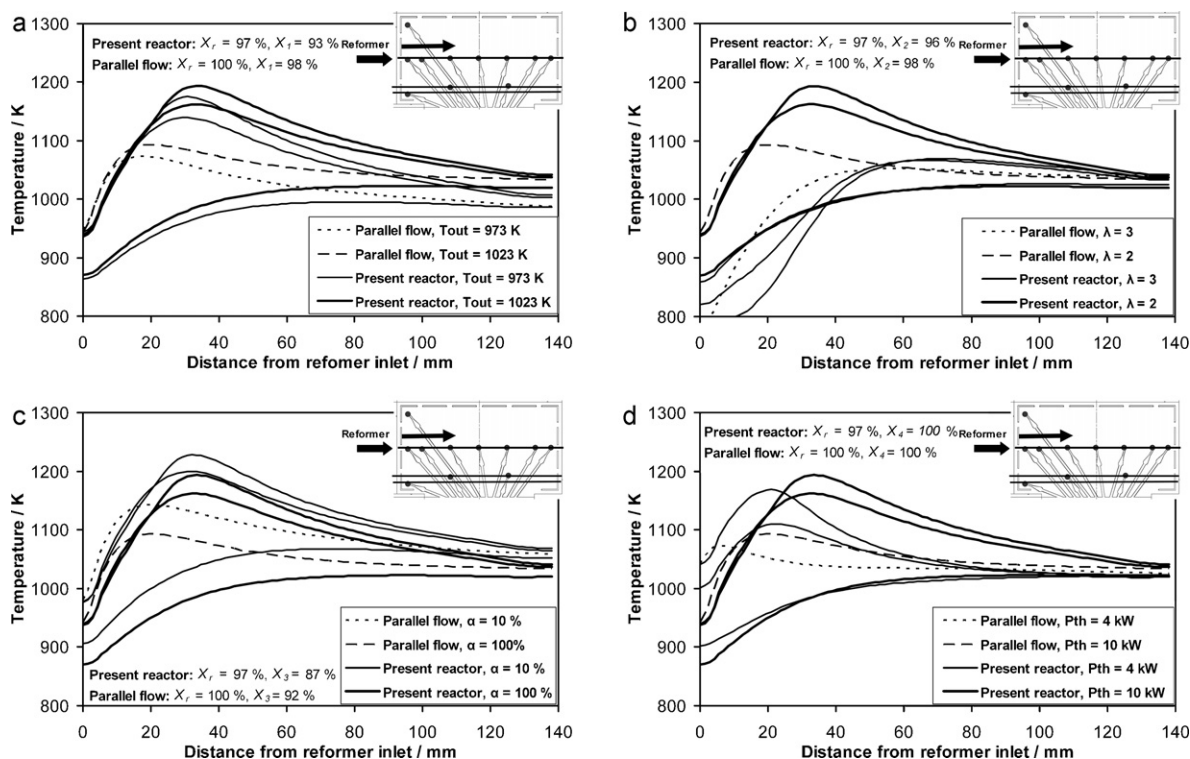 a
1300
1200
1100
1000
900
800
0 20 40 60 80 100 120 140
Temperature / K
Distance from refomer inlet / mm
Present reactor: Xr = 97 %, X1 = 93 %
Parallel flow: Xr = 100 %, X1 = 98 %
Reformer
Parallel flow, Tout = 973 K
Parallel flow, Tout = 1023 K
Present reactor, Tout = 973 K
Present reactor, Tout = 1023 K
b
1300
1200
1100
1000
900
800
0 20 40 60 80 100 120 140
Temperature / K
Distance from refomer inlet / mm
Present reactor: Xr = 97 %, X2 = 96 %
Parallel flow: Xr = 100 %, X2 = 98 %
Reformer
Parallel flow, λ = 3
Parallel flow, λ = 2
Present reactor, λ = 3
Present reactor, λ = 2
c
1300
1200
1100
1000
900
800
0 20 40 60 80 100 120 140
Temperature / K
Distance from reformer inlet / mm
Reformer
Present reactor: Xr = 97 %, X3 = 87 %
Parallel flow: Xr = 100 %, X3 = 92 %
Parallel flow, α = 10 %
Parallel flow, α = 100%
Present reactor, α = 10 %
Present reactor, α = 100 %
d
1300
1200
1100
1000
900
800
0 20 40 60 80 100 120 140
Temperature / K
Distance from reformer inlet / mm
Present reactor: Xr = 97 %, X4 = 100 %
Parallel flow: Xr = 100 %, X4 = 100 %
Reformer
Parallel flow, Pth = 4 kW
Parallel flow, Pth = 10 kW
Present reactor, Pth = 4 kW
Present reactor, Pth = 10 kW